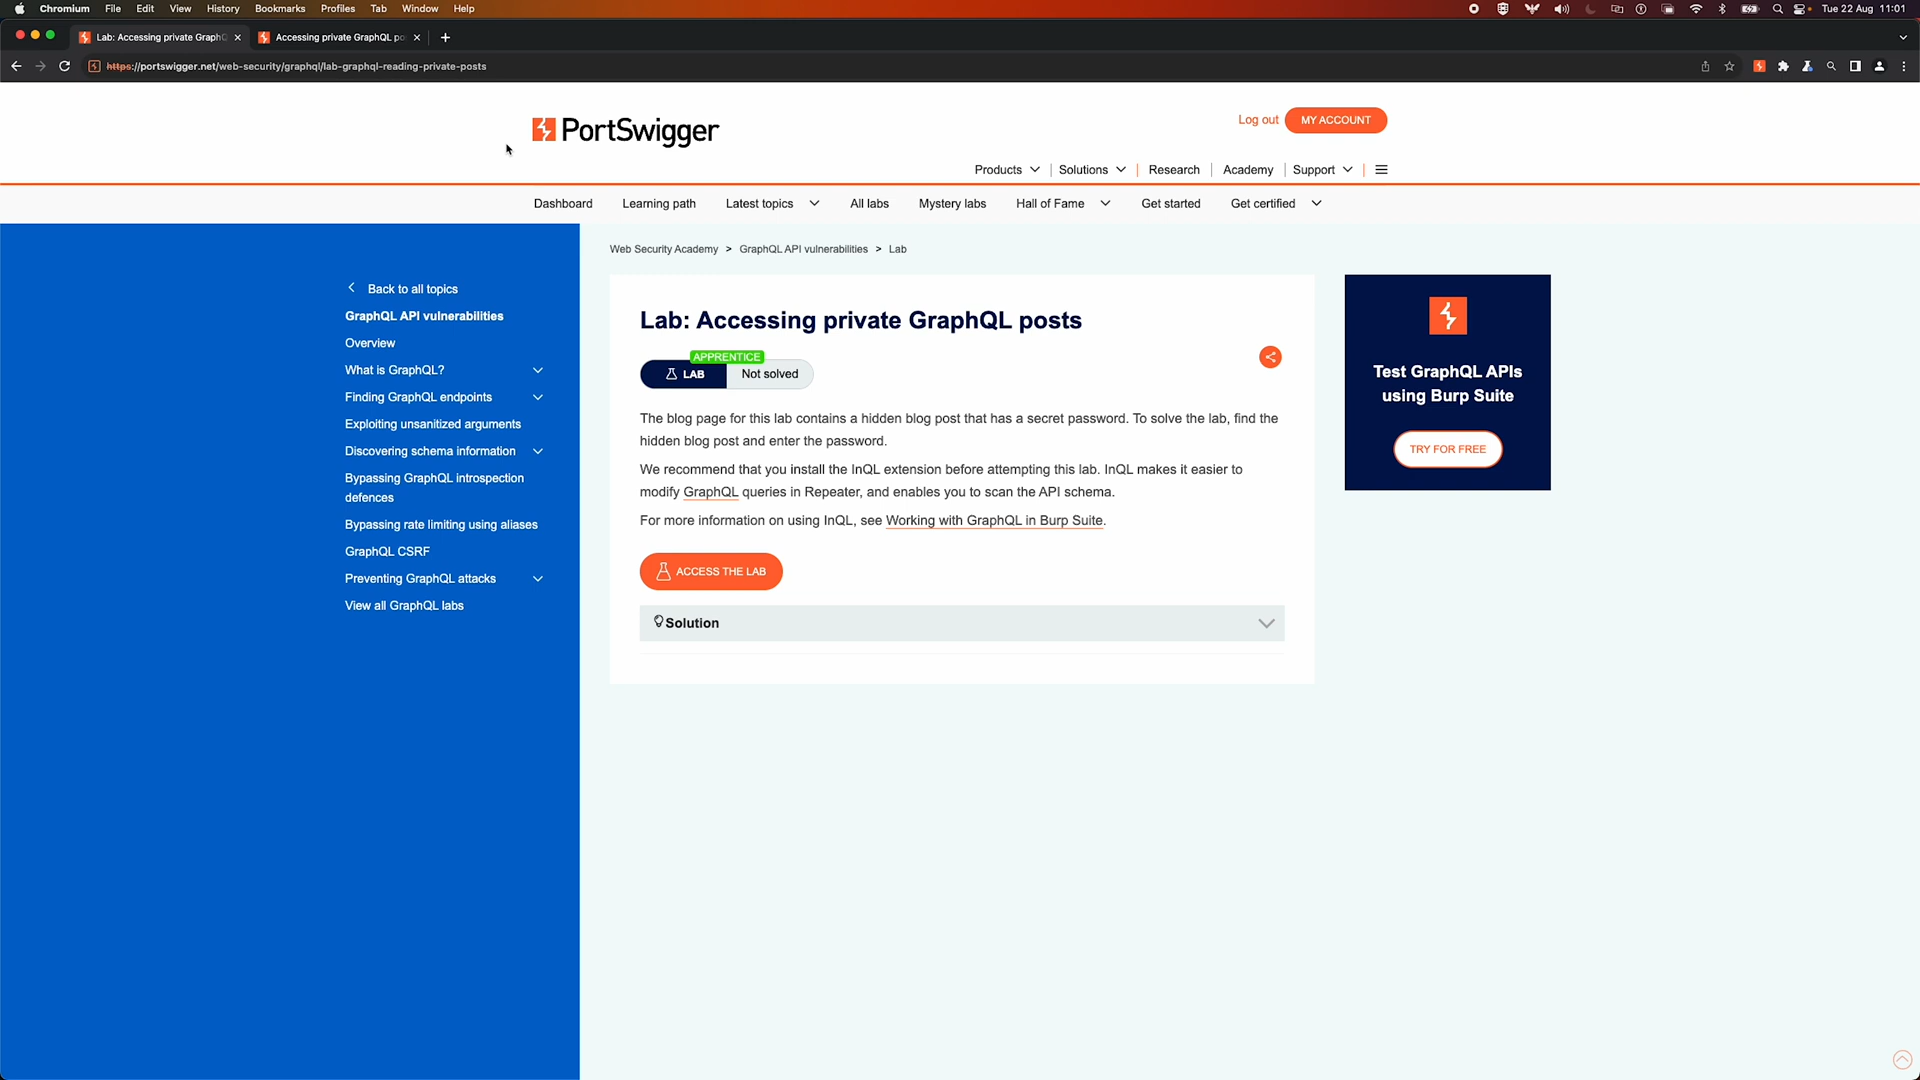 Chromium File Edit View History Bookmarks Profiles Tab Window Help Tue 22 Aug 11:01
Lab: Accessing private Graph Accessing private GraphQL po
https://portswigger.net/web-security/graphql/lab-graphql-reading-private-posts
PortSwigger
Log out MY ACCOUNT
Products Solutions Research Academy Support
Dashboard Learning path Latest topics All labs Mystery labs Hall of Fame Get started Get certified
Web Security Academy > GraphQL API vulnerabilities > Lab
Back to all topics
GraphQL API vulnerabilities
Overview
What is GraphQL?
Finding GraphQL endpoints
Exploiting unsanitized arguments
Discovering schema information
Bypassing GraphQL introspection
defences
Bypassing rate limiting using aliases
GraphQL CSRF
Preventing GraphQL attacks
View all GraphQL labs
Lab: Accessing private GraphQL posts
APPRENTICE
LAB Not solved
The blog page for this lab contains a hidden blog post that has a secret password. To solve the lab, find the
hidden blog post and enter the password.
We recommend that you install the InQL extension before attempting this lab. InQL makes it easier to
modify GraphQL queries in Repeater, and enables you to scan the API schema.
For more information on using InQL, see Working with GraphQL in Burp Suite.
ACCESS THE LAB
Solution
Test GraphQL APIs
using Burp Suite
TRY FOR FREE